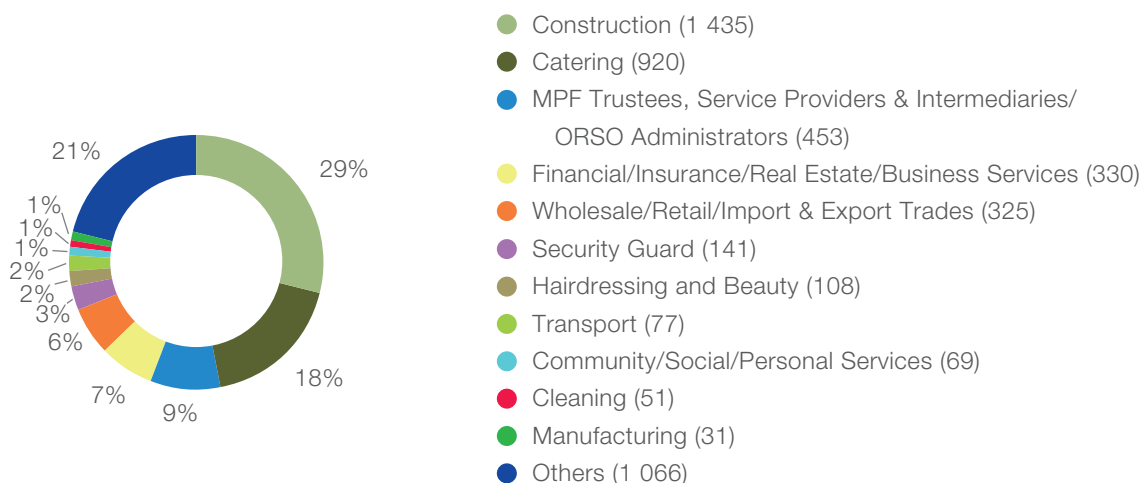 29%
18%
9%
7%
6%
3%
2%
2%
1%
1%
1%
21%
Construction (1 435)
Catering (920)
MPF Trustees, Service Providers & Intermediaries/
ORSO Administrators (453)
Financial/Insurance/Real Estate/Business Services (330)
Wholesale/Retail/Import & Export Trades (325)
Security Guard (141)
Hairdressing and Beauty (108)
Transport (77)
Community/Social/Personal Services (69)
Cleaning (51)
Manufacturing (31)
Others (1 066)